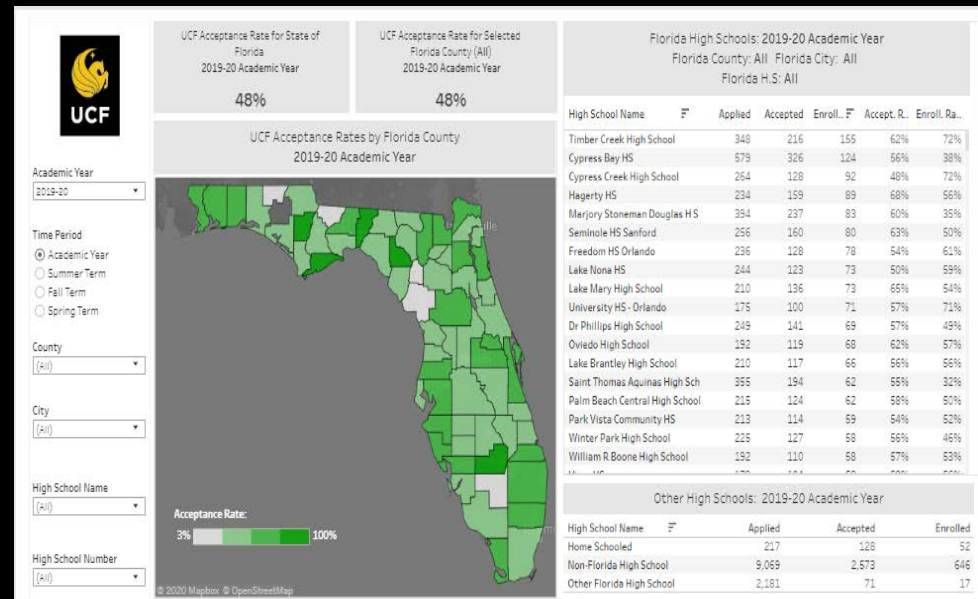 UCF
Academic Year
2019-20
Time Period
Academic Year
Summer Term
Fall Term
Spring Term
County
(All)
City
(All)
High School Name
(All)
High School Number
(All)
UCF Acceptance Rate for State of
Florida
2019-20 Academic Year
48%
UCF Acceptance Rate for Selected
Florida County (All)
2019-20 Academic Year
48%
UCF Acceptance Rates by Florida County
2019-20 Academic Year
Acceptance Rate:
3% 100%
© 2020 Mapbox © OpenStreetMap
Florida High Schools: 2019-20 Academic Year
Florida County: All Florida City: All
Florida H.S: All
High School Name Applied Accepted Enroll.. Accept. R.. Enroll. Ra..
Timber Creek High School 348 216 155 62% 72%
Cypress Bay HS 579 326 124 56% 38%
Cypress Creek High School 264 128 92 48% 72%
Hagerty HS 234 159 89 68% 56%
Marjory Stoneman Douglas H S 394 237 83 60% 35%
Seminole HS Sanford 256 160 80 63% 50%
Freedom HS Orlando 236 128 78 54% 61%
Lake Nona HS 244 123 73 50% 59%
Lake Mary High School 210 136 73 65% 54%
University HS - Orlando 175 100 71 57% 71%
Dr Phillips High School 249 141 69 57% 49%
Oviedo High School 192 119 68 62% 57%
Lake Brantley High School 210 117 66 56% 56%
Saint Thomas Aquinas High Sch 355 194 62 55% 32%
Palm Beach Central High School 215 124 62 58% 50%
Park Vista Community HS 213 114 59 54% 52%
Winter Park High School 225 127 58 56% 46%
William R Boone High School 192 110 58 57% 53%
Other High Schools: 2019-20 Academic Year
High School Name Applied Accepted Enrolled
Home Schooled 217 128 52
Non-Florida High School 9,069 2,573 646
Other Florida High School 2,181 71 17